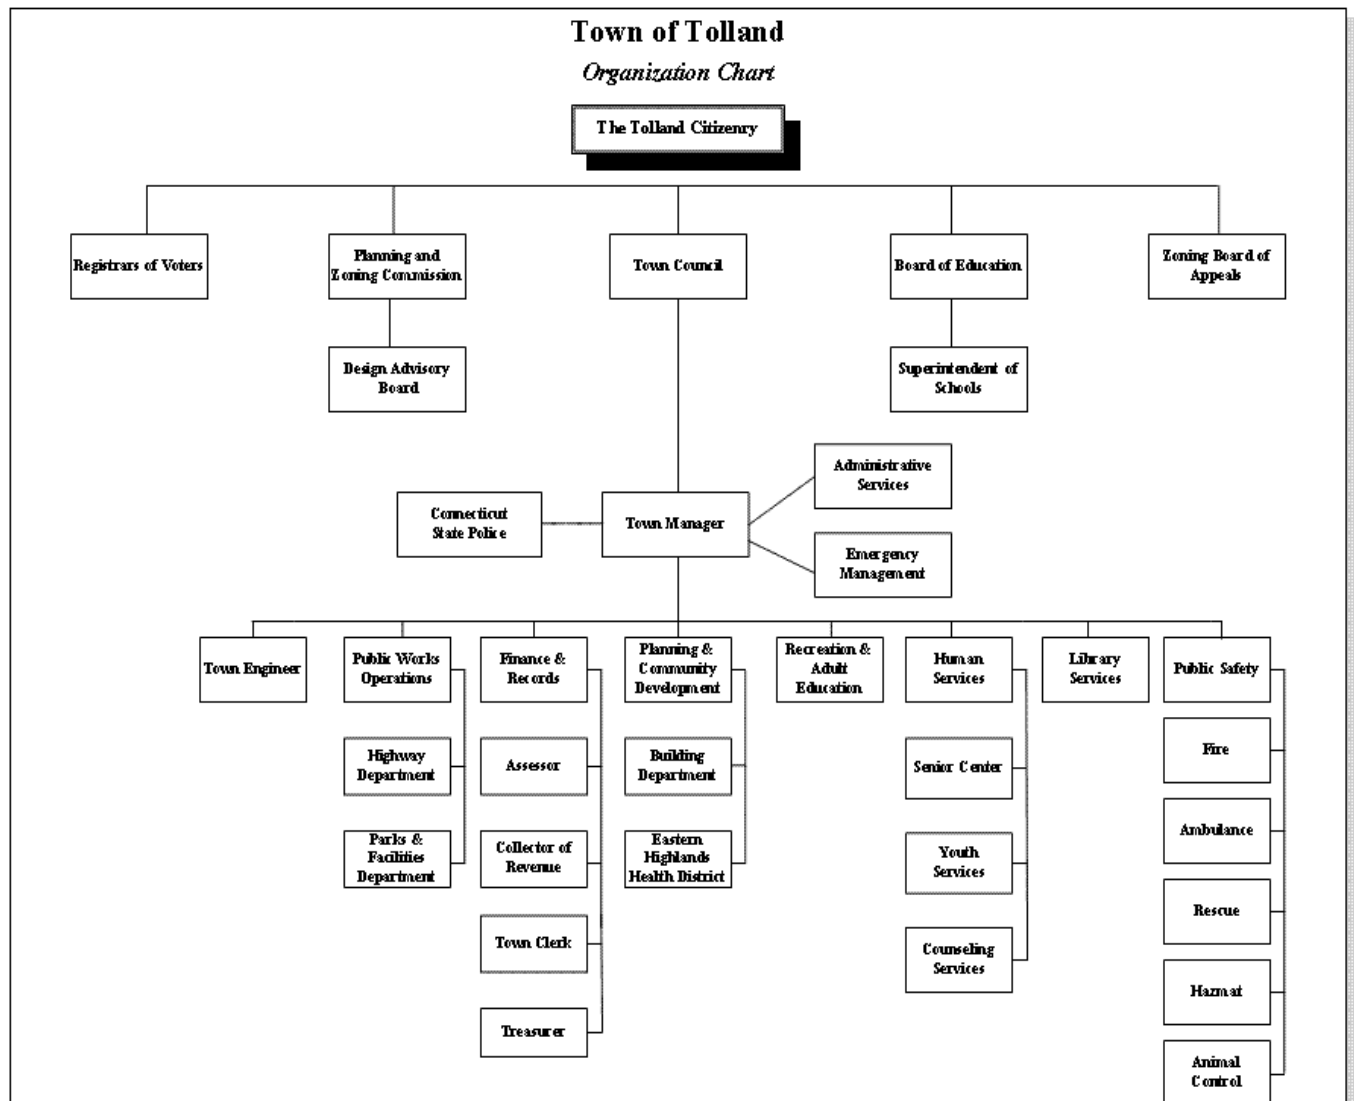 Town of Tolland
Organization Chart
The Tolland Citizenry
Registrars of Voters
Planning and
Zoning Commission
Town Council
Board of Education
Zoning Board of
Appeals
Design Advisory
Board
Superintendent of
Schools
Administrative
Services
Connecticut
State Police
Town Manager
Emergency
Management
Town Engineer
Public Works
Operations
Finance &
Records
Planning &
Community
Development
Recreation &
Adult
Education
Human
Services
Library
Services
Public Safety
Highway
Department
Assessor
Building
Department
Senior Center
Fire
Parks &
Facilities
Department
Collector of
Revenue
Eastern
Highlands
Health District
Youth
Services
Ambulance
Town Clerk
Counseling
Services
Rescue
Treasurer
Hazmat
Animal
Control